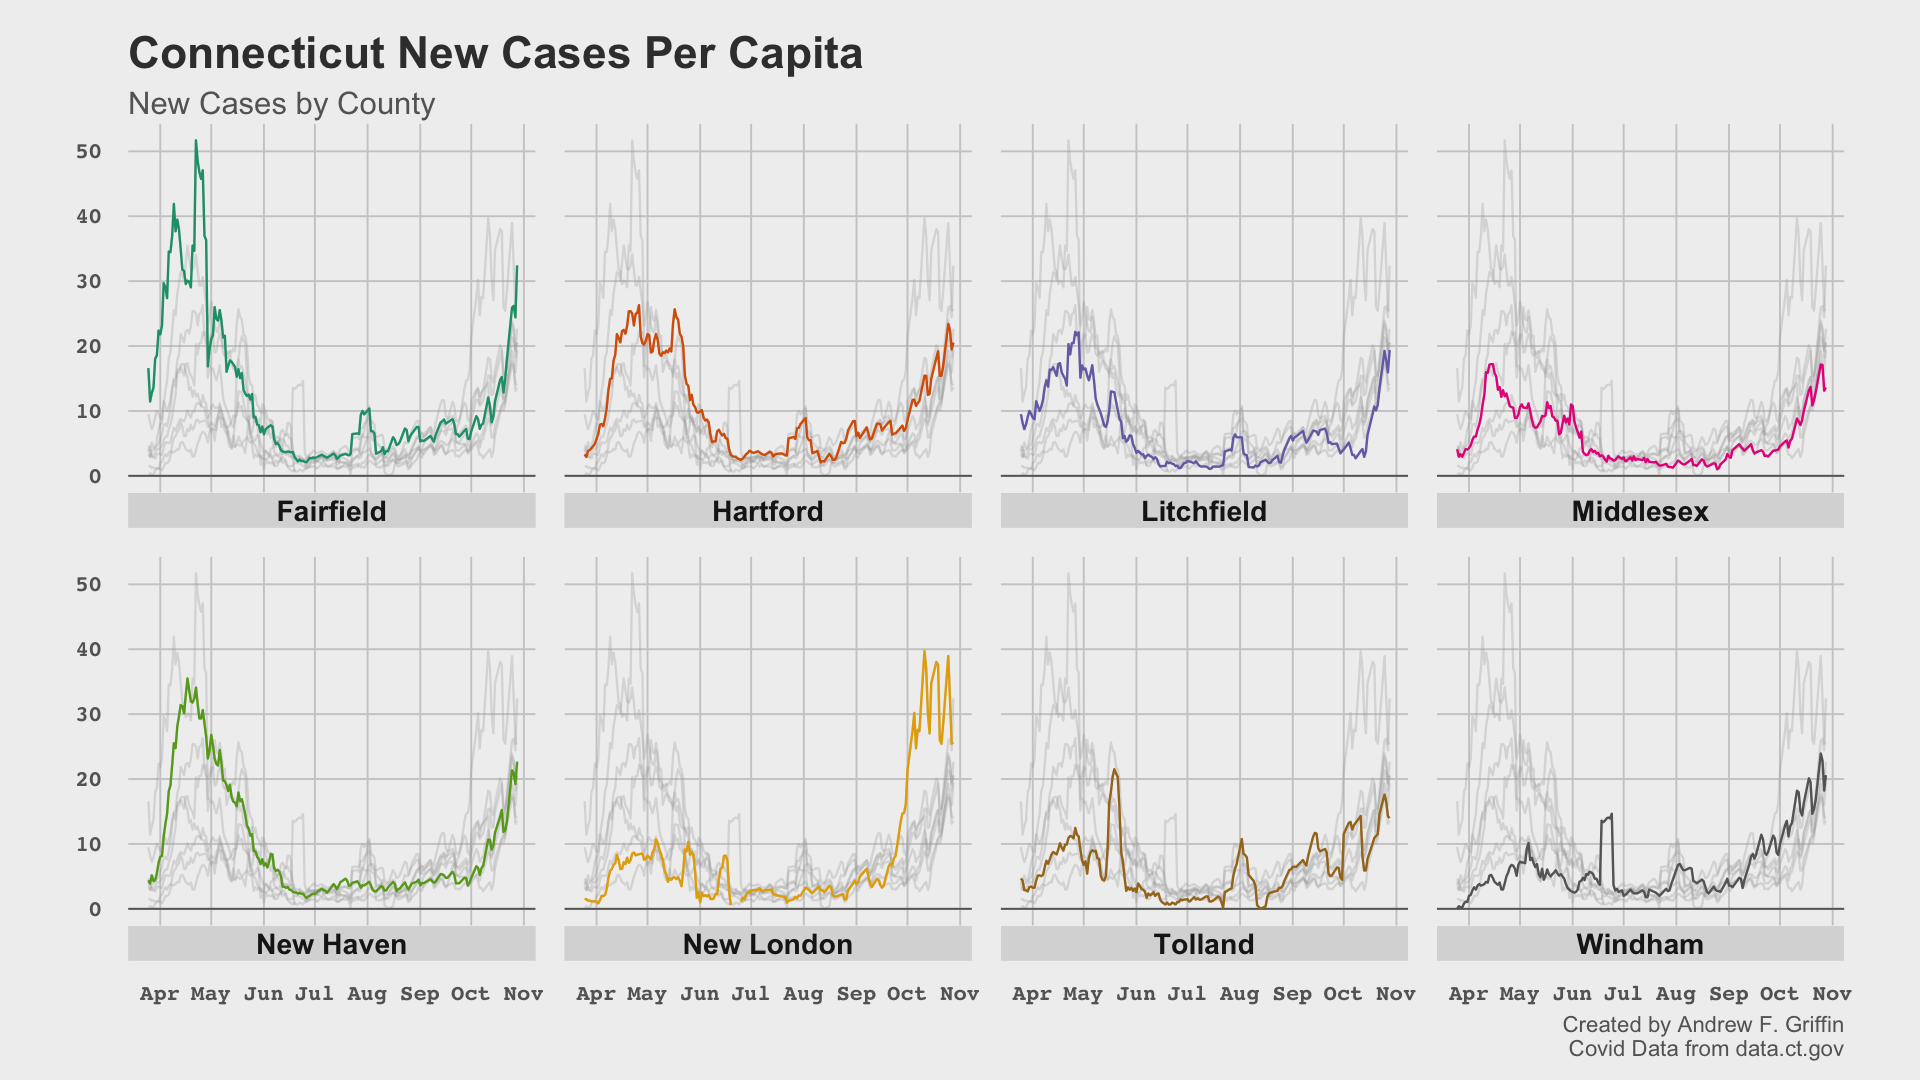 Connecticut New Cases Per Capita
New Cases by County
50
40
30
20
10
0
Fairfield Hartford Litchfield Middlesex
50
40
30
20
10
0
New Haven New London Tolland Windham
Apr May Jun Jul Aug Sep Oct Nov Apr May Jun Jul Aug Sep Oct Nov Apr May Jun Jul Aug Sep Oct Nov Apr May Jun Jul Aug Sep Oct Nov
Created by Andrew F. Griffin
Covid Data from data.ct.gov